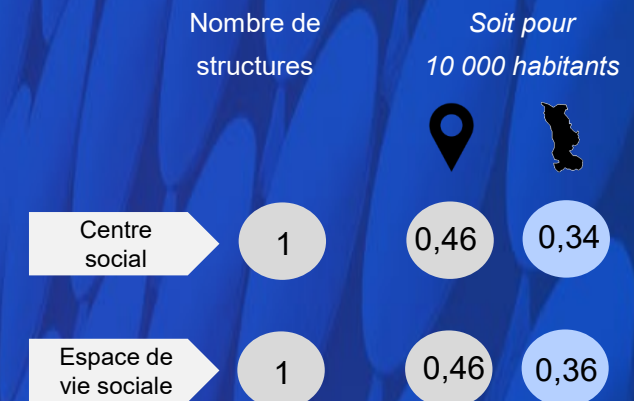 Nombre de
structures
Soit pour
10 000 habitants
Centre
social
1
0,46
0,34
Espace de
vie sociale
1
0,46
0,36